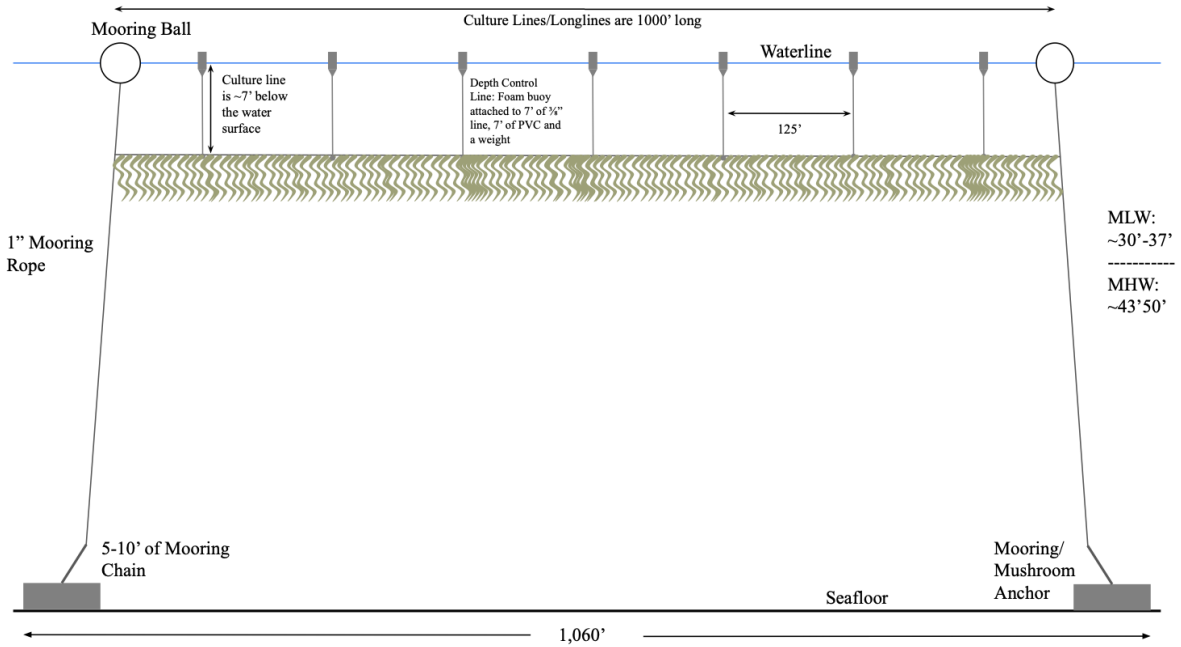 Culture Lines/Longlines are 1000’ long
Mooring Ball
Waterline
Culture line
is ~7’ below
the water
surface
Depth Control
Line: Foam buoy
attached to 7’ of ⅜”
line, 7’ of PVC and
a weight
125’
1” Mooring
Rope
MLW:
~30’-37’
-----------
MHW:
~43’50’
5-10’ of Mooring
Chain
Mooring/
Mushroom
Anchor
Seafloor
1,060’